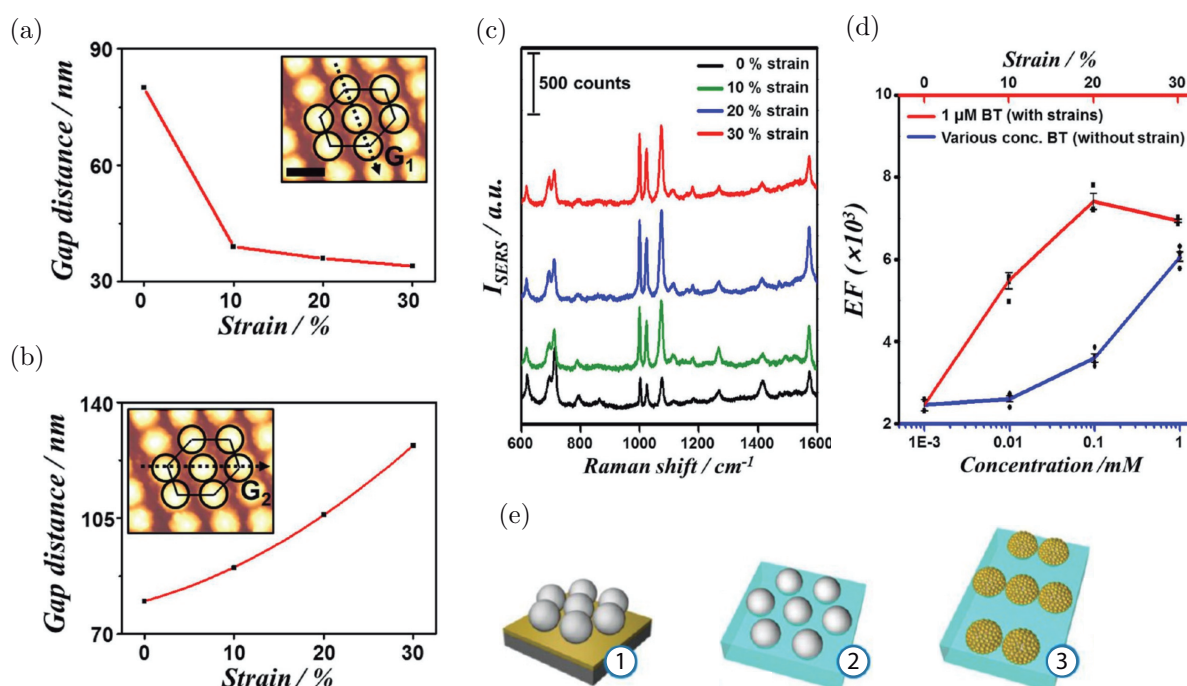 (a)
90
60
30
Gap distance / nm
G1
0 10 20 30
Strain / %
(b)
140
105
70
Gap distance / nm
G2
0 10 20 30
Strain / %
(c)
500 counts
0 % strain
10 % strain
20 % strain
30 % strain
ISERS / a.u.
600 800 1000 1200 1400 1600
Raman shift / cm-1
(d)
Strain / %
0 10 20 30
10
8
6
4
2
1 µM BT (with strains)
Various conc. BT (without strain)
EF ( ×10³)
1E-3 0.01 0.1 1
Concentration /mM
(e)
1
2
3